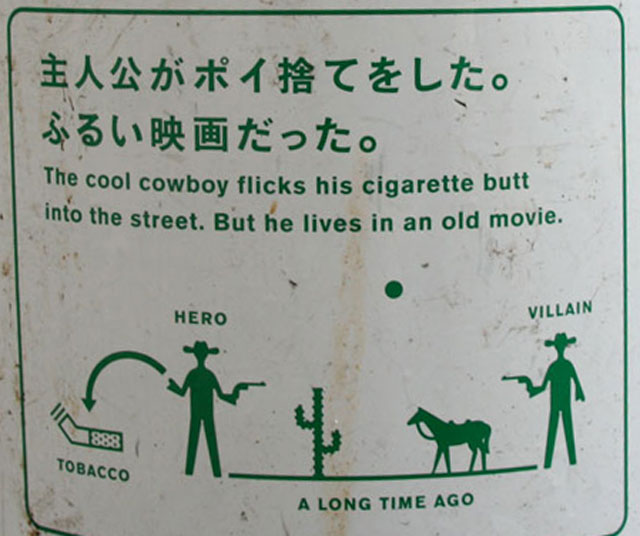 主人公がポイ捨てをした。
ふるい映画だった。
The cool cowboy flicks his cigarette butt
into the street. But he lives in an old movie.
HERO
VILLAIN
TOBACCO
A LONG TIME AGO